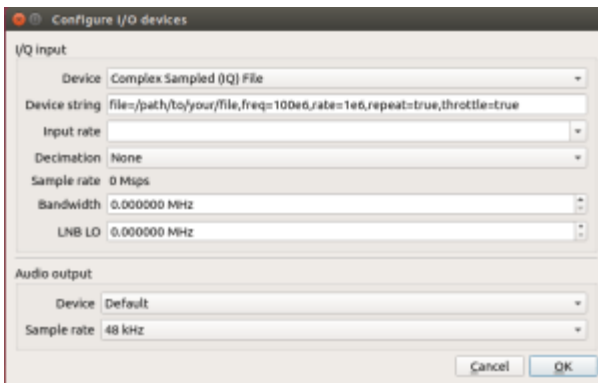 Configure I/O devices
I/Q input
Device Complex Sampled (IQ) File
Device string file=/path/to/your/file,freq=100e6,rate=1e6,repeat=true,throttle=true
Input rate
Decimation None
Sample rate 0 Msps
Bandwidth 0.000000 MHz
LNB LO 0.000000 MHz
Audio output
Device Default
Sample rate 48 kHz
Cancel OK